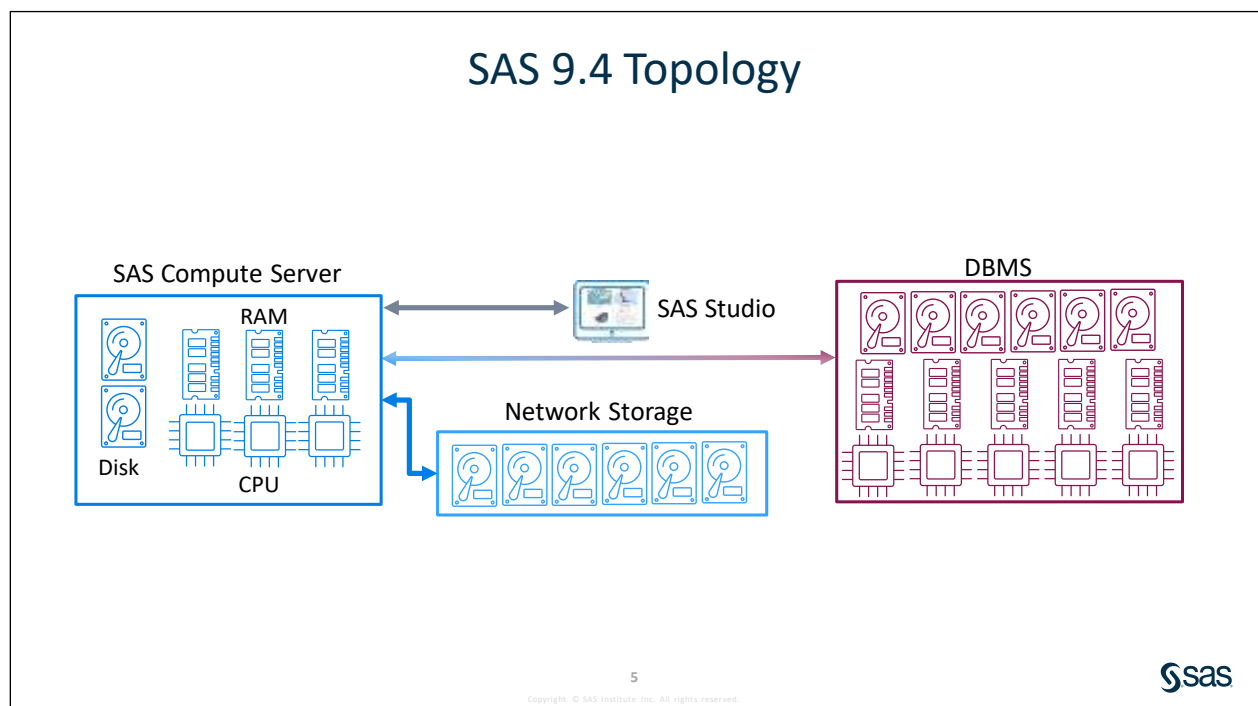 SAS 9.4 Topology
SAS Compute Server
DBMS
RAM
SAS Studio
Network Storage
Disk
CPU
5
Copyright © SAS Institute Inc. All rights reserved.
sas